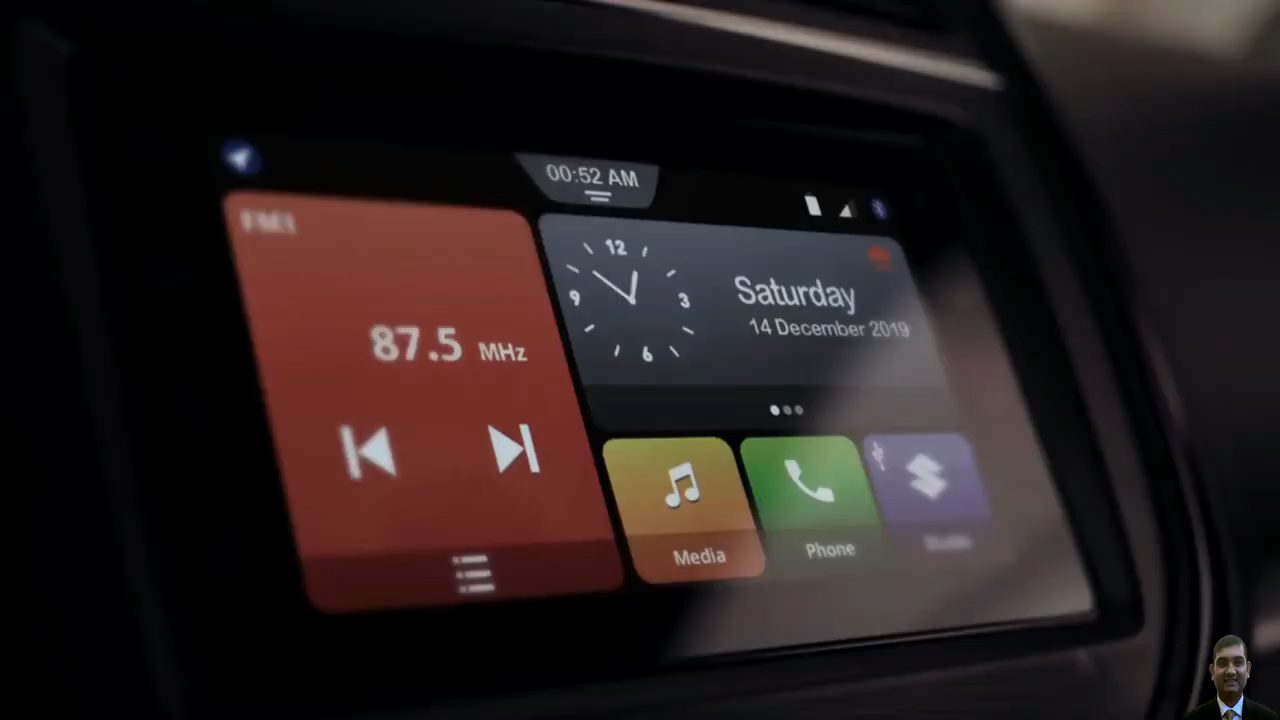 00:52 AM
FM1
87.5 MHz
12
3
6
9
Saturday
14 December 2019
Media
Phone